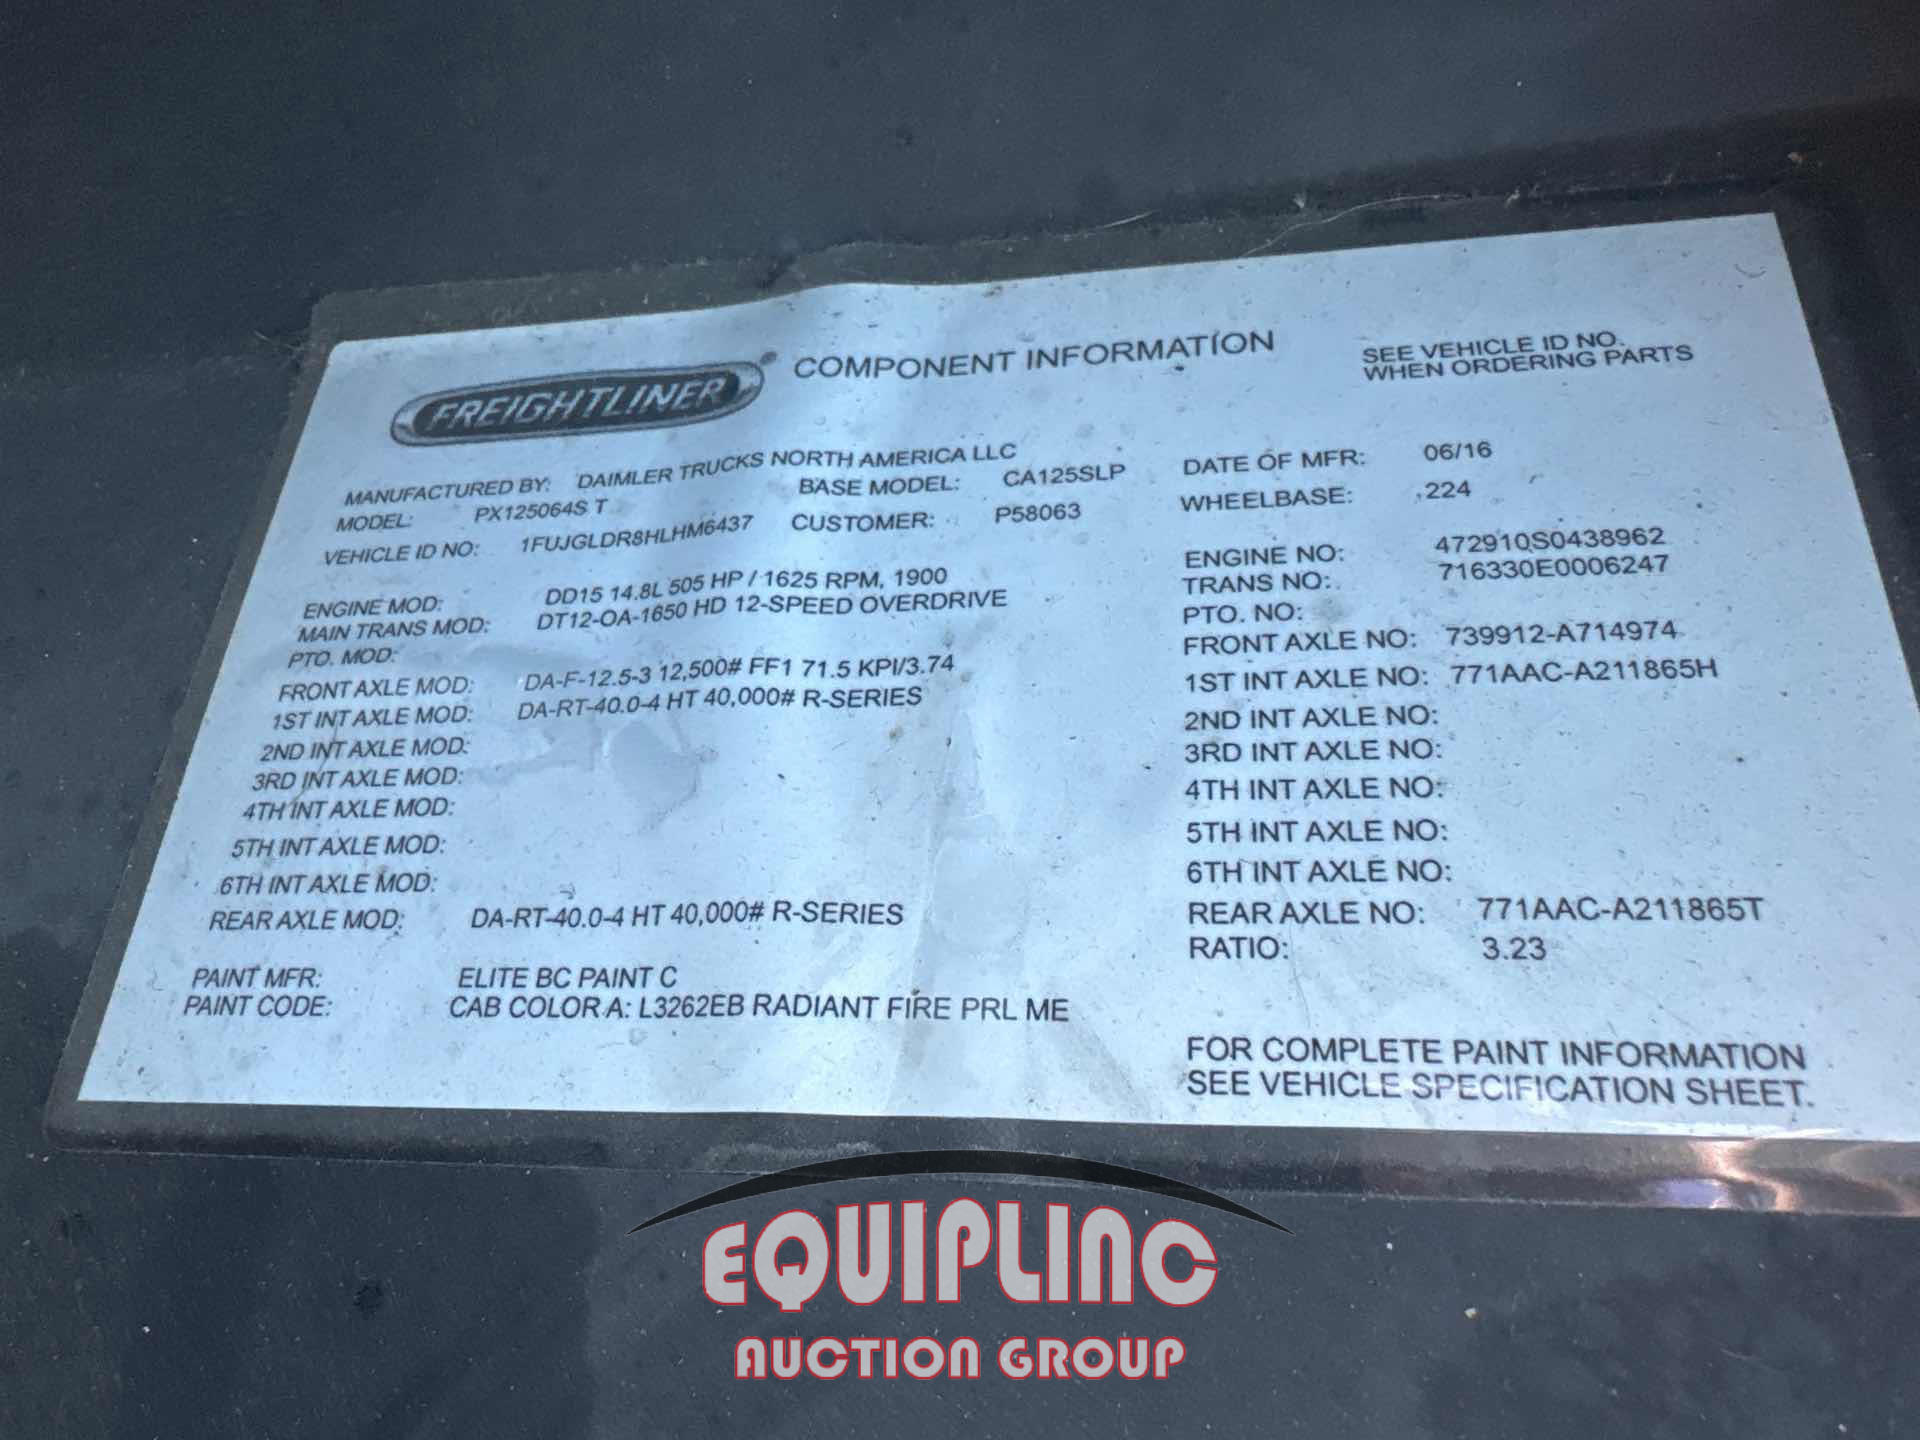 FREIGHTLINER
COMPONENT INFORMATION
SEE VEHICLE ID NO.
WHEN ORDERING PARTS
MANUFACTURED BY: DAIMLER TRUCKS NORTH AMERICA LLC
MODEL: PX125064S T BASE MODEL: CA125SLP
VEHICLE ID NO: 1FUJGLDR8HLHM6437 CUSTOMER: P58063
DATE OF MFR: 06/16
WHEELBASE: 224
ENGINE MOD: DD15 14.8L 505 HP / 1625 RPM, 1900
MAIN TRANS MOD: DT12-OA-1650 HD 12-SPEED OVERDRIVE
PTO. MOD:
FRONT AXLE MOD: DA-F-12.5-3 12,500# FF1 71.5 KPI/3.74
1ST INT AXLE MOD: DA-RT-40.0-4 HT 40,000# R-SERIES
2ND INT AXLE MOD:
3RD INT AXLE MOD:
4TH INT AXLE MOD:
5TH INT AXLE MOD:
6TH INT AXLE MOD:
REAR AXLE MOD: DA-RT-40.0-4 HT 40,000# R-SERIES
ENGINE NO: 472910S0438962
TRANS NO: 716330E0006247
PTO. NO:
FRONT AXLE NO: 739912-A714974
1ST INT AXLE NO: 771AAC-A211865H
2ND INT AXLE NO:
3RD INT AXLE NO:
4TH INT AXLE NO:
5TH INT AXLE NO:
6TH INT AXLE NO:
REAR AXLE NO: 771AAC-A211865T
RATIO: 3.23
PAINT MFR: ELITE BC PAINT C
PAINT CODE: CAB COLOR A: L3262EB RADIANT FIRE PRL ME
FOR COMPLETE PAINT INFORMATION
SEE VEHICLE SPECIFICATION SHEET.
EQUIPLINC
AUCTION GROUP